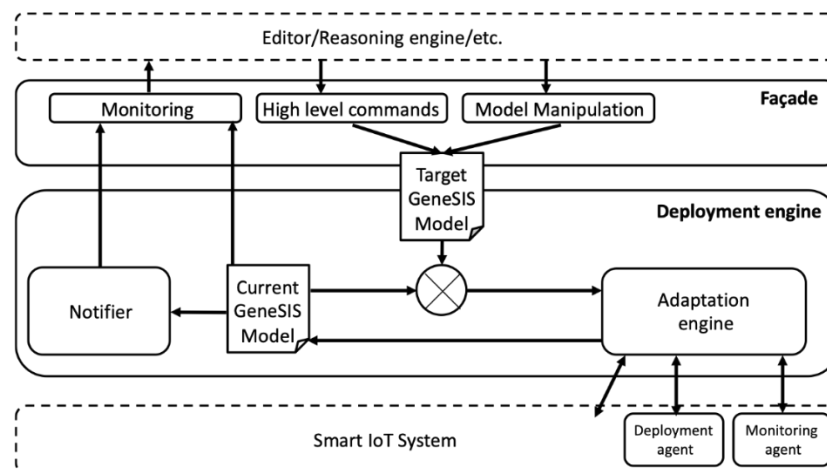 Editor/Reasoning engine/etc.
Façade
Monitoring
High level commands
Model Manipulation
Target
GeneSIS
Model
Deployment engine
Notifier
Current
GeneSIS
Model
Adaptation
engine
Smart IoT System
Deployment
agent
Monitoring
agent